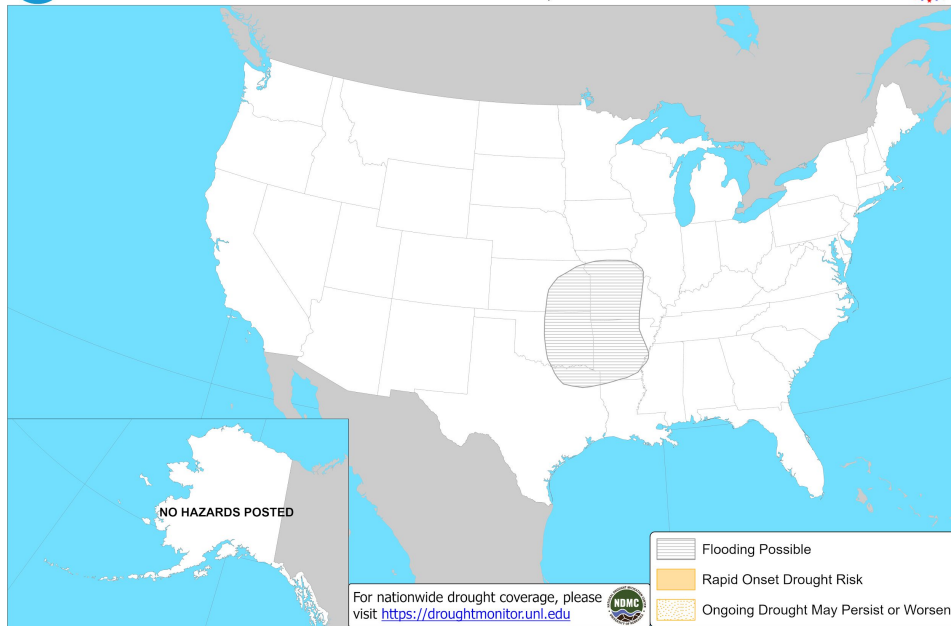 NO HAZARDS POSTED
For nationwide drought coverage, please
visit https://droughtmonitor.unl.edu
NDMC
Flooding Possible
Rapid Onset Drought Risk
Ongoing Drought May Persist or Worsen